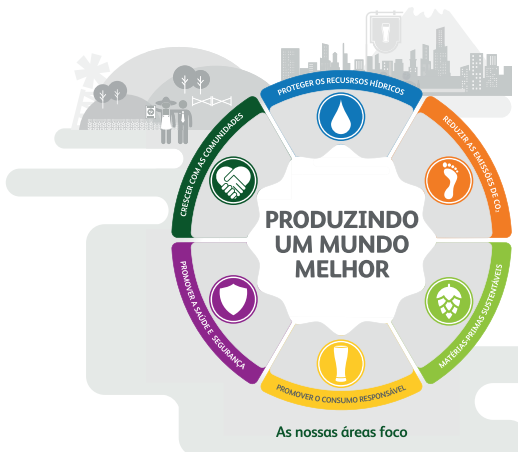 PROTEGER OS RECURSRSOS HÍDRICOS
REDUZIR AS EMISSÕES DE CO₂
MATÉRIAS-PRIMAS SUSTENTÁVEIS
PROMOVER O CONSUMO RESPONSÁVEL
PROMOVER A SAÚDE E SEGURANÇA
CRESCER COM AS COMUNIDADES
PRODUZINDO
UM MUNDO
MELHOR
As nossas áreas foco